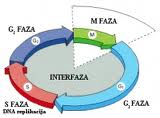 G₂ FAZA
M FAZA
G₂
M
INTERFAZA
S
G₁
S FAZA
DNA replikacija
G₁ FAZA